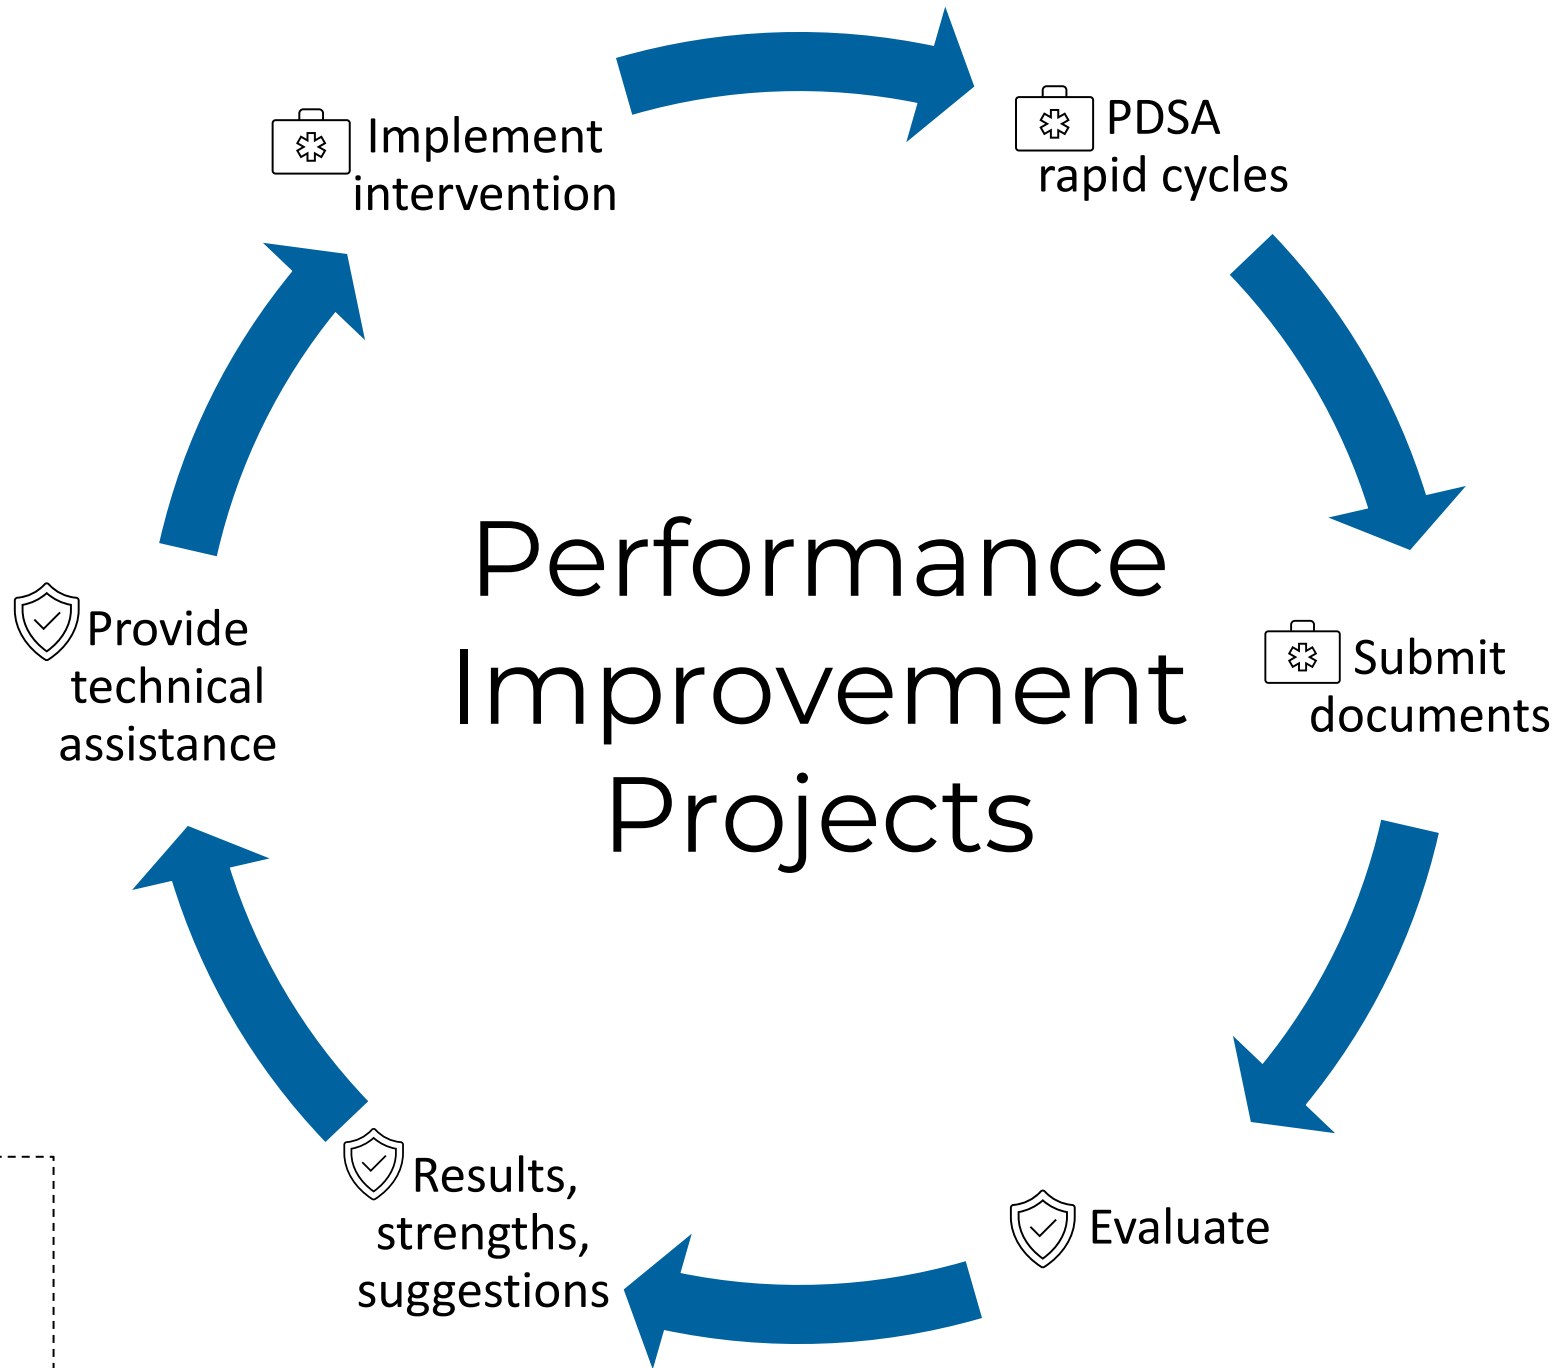 Implement
intervention
PDSA
rapid cycles
Submit
documents
Evaluate
Results,
strengths,
suggestions
Provide
technical
assistance
Performance
Improvement
Projects